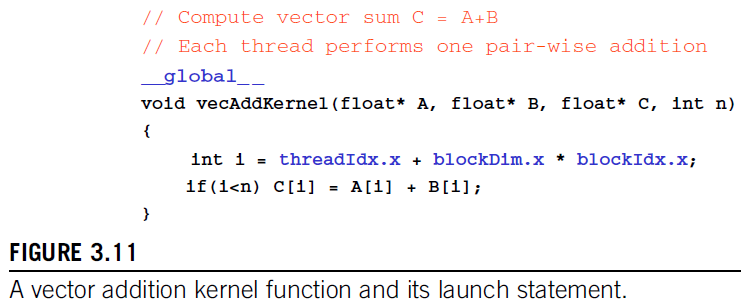 // Compute vector sum C = A+B
// Each thread performs one pair-wise addition
__global__
void vecAddKernel(float* A, float* B, float* C, int n)
{
int i = threadIdx.x + blockDim.x * blockIdx.x;
if(i<n) C[i] = A[i] + B[i];
}
FIGURE 3.11
A vector addition kernel function and its launch statement.